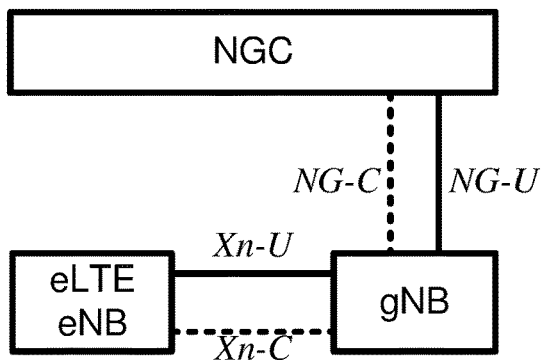 NGC
NG-C NG-U
Xn-U
eLTE
eNB
gNB
Xn-C